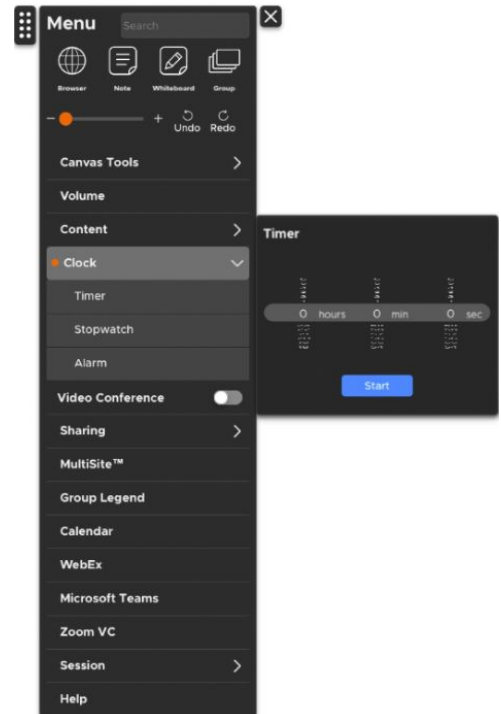 Menu
Search
Browser Note Whiteboard Group
− +
Undo Redo
Canvas Tools
Volume
Content
Clock
Timer
Stopwatch
Alarm
Video Conference
Sharing
MultiSite™
Group Legend
Calendar
WebEx
Microsoft Teams
Zoom VC
Session
Help
Timer
0 hours 0 min 0 sec
Start